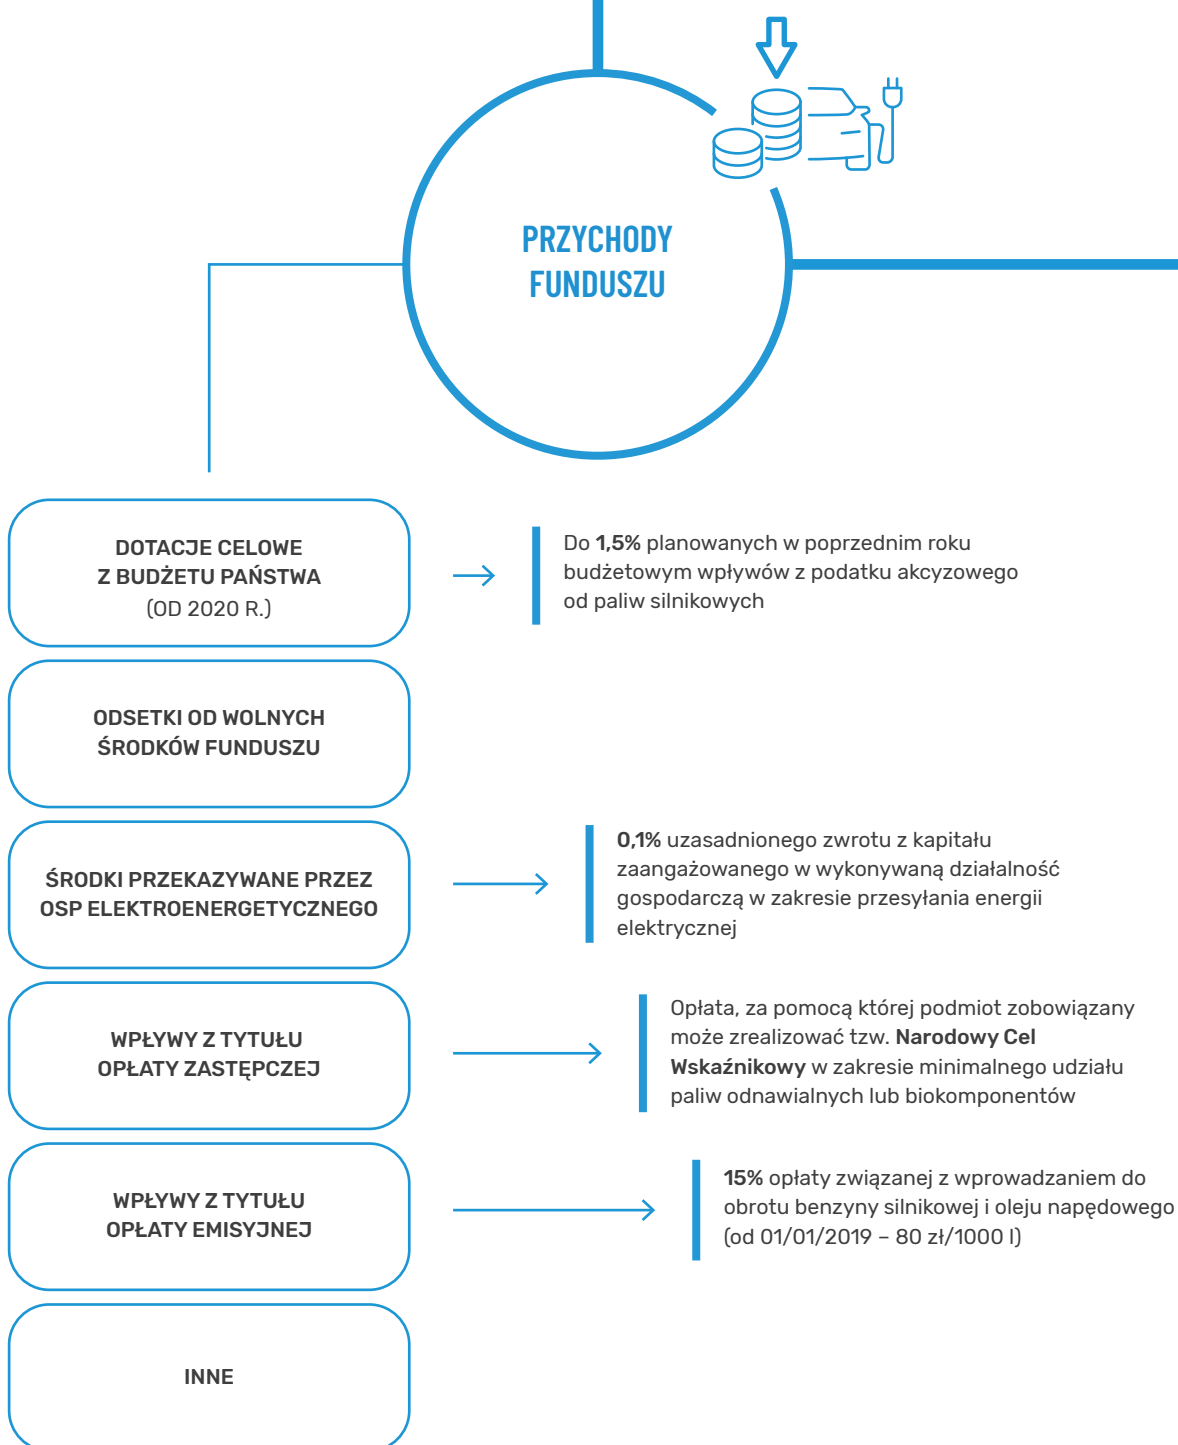 PRZYCHODY
FUNDUSZU
DOTACJE CELOWE
Z BUDŻETU PAŃSTWA
(OD 2020 R.)
Do 1,5% planowanych w poprzednim roku
budżetowym wpływów z podatku akcyzowego
od paliw silnikowych
ODSETKI OD WOLNYCH
ŚRODKÓW FUNDUSZU
ŚRODKI PRZEKAZYWANE PRZEZ
OSP ELEKTROENERGETYCZNEGO
0,1% uzasadnionego zwrotu z kapitału
zaangażowanego w wykonywaną działalność
gospodarczą w zakresie przesyłania energii
elektrycznej
WPŁYWY Z TYTUŁU
OPŁATY ZASTĘPCZEJ
Opłata, za pomocą której podmiot zobowiązany
może zrealizować tzw. Narodowy Cel
Wskaźnikowy w zakresie minimalnego udziału
paliw odnawialnych lub biokomponentów
WPŁYWY Z TYTUŁU
OPŁATY EMISYJNEJ
15% opłaty związanej z wprowadzaniem do
obrotu benzyny silnikowej i oleju napędowego
(od 01/01/2019 – 80 zł/1000 l)
INNE